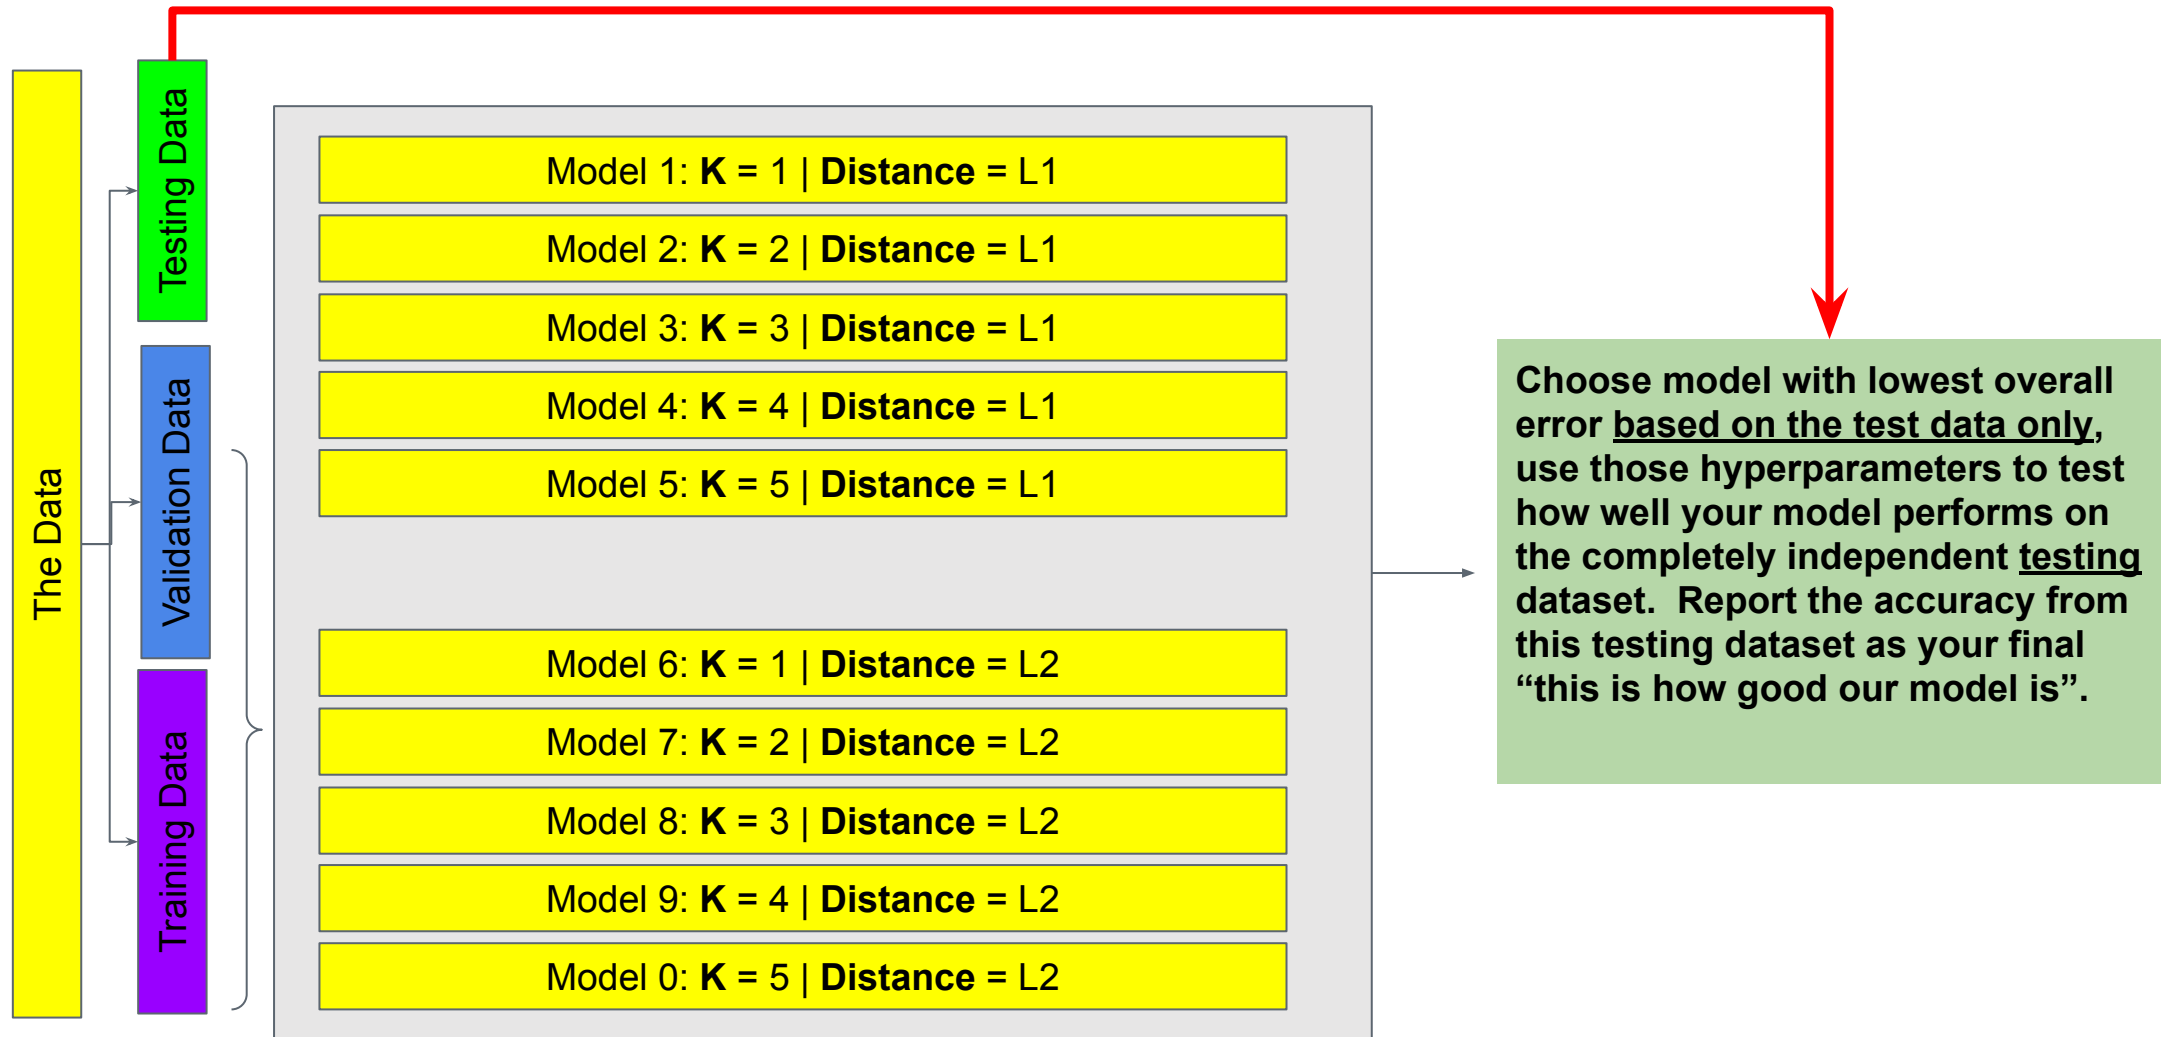 The Data
Testing Data
Validation Data
Training Data
Model 1: K = 1 | Distance = L1
Model 2: K = 2 | Distance = L1
Model 3: K = 3 | Distance = L1
Model 4: K = 4 | Distance = L1
Model 5: K = 5 | Distance = L1
Model 6: K = 1 | Distance = L2
Model 7: K = 2 | Distance = L2
Model 8: K = 3 | Distance = L2
Model 9: K = 4 | Distance = L2
Model 0: K = 5 | Distance = L2
Choose model with lowest overall
error based on the test data only,
use those hyperparameters to test
how well your model performs on
the completely independent testing
dataset.  Report the accuracy from
this testing dataset as your final
“this is how good our model is”.